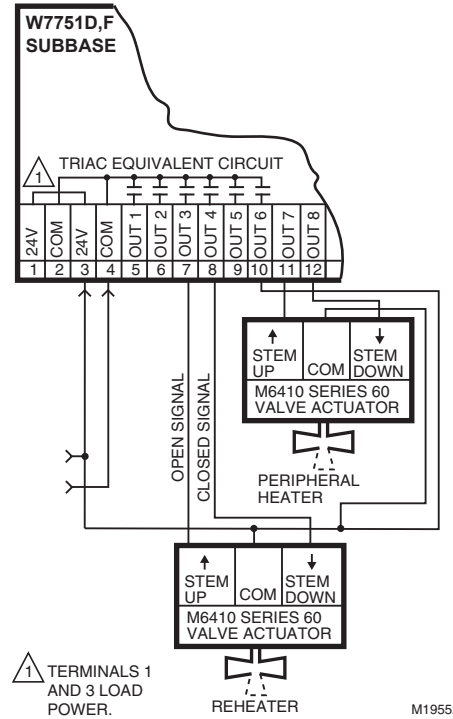 W7751D,F
SUBBASE
1
TRIAC EQUIVALENT CIRCUIT
24V
COM
24V
COM
OUT 1
OUT 2
OUT 3
OUT 4
OUT 5
OUT 6
OUT 7
OUT 8
1 2 3 4 5 6 7 8 9 10 11 12
STEM UP
COM
STEM DOWN
M6410 SERIES 60
VALVE ACTUATOR
OPEN SIGNAL
CLOSED SIGNAL
PERIPHERAL
HEATER
STEM UP
COM
STEM DOWN
M6410 SERIES 60
VALVE ACTUATOR
REHEATER
1
TERMINALS 1
AND 3 LOAD
POWER.